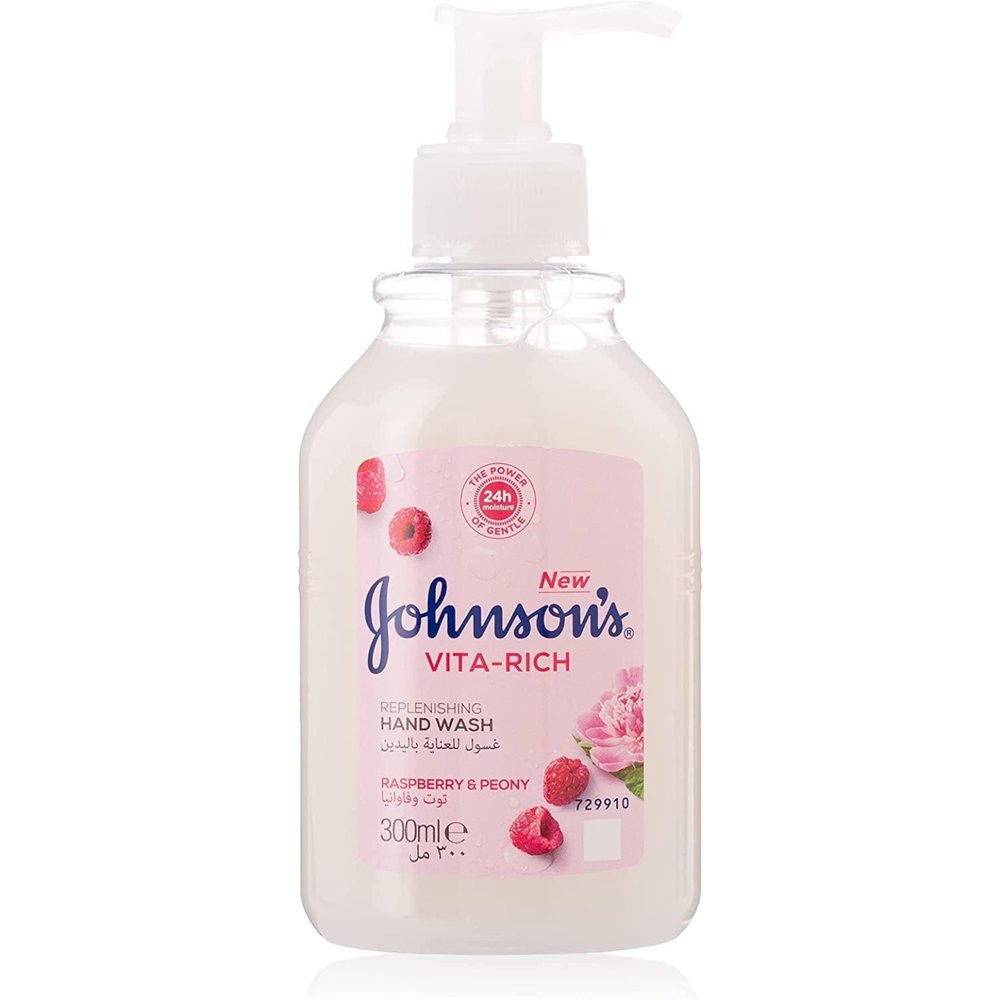 THE POWER
24h
moisture
OF GENTLE
New
Johnson's®
VITA-RICH
REPLENISHING
HAND WASH
غسول للعناية باليدين
RASPBERRY & PEONY
توت وفاوانيا
729910
300ml e
٣٠٠ مل